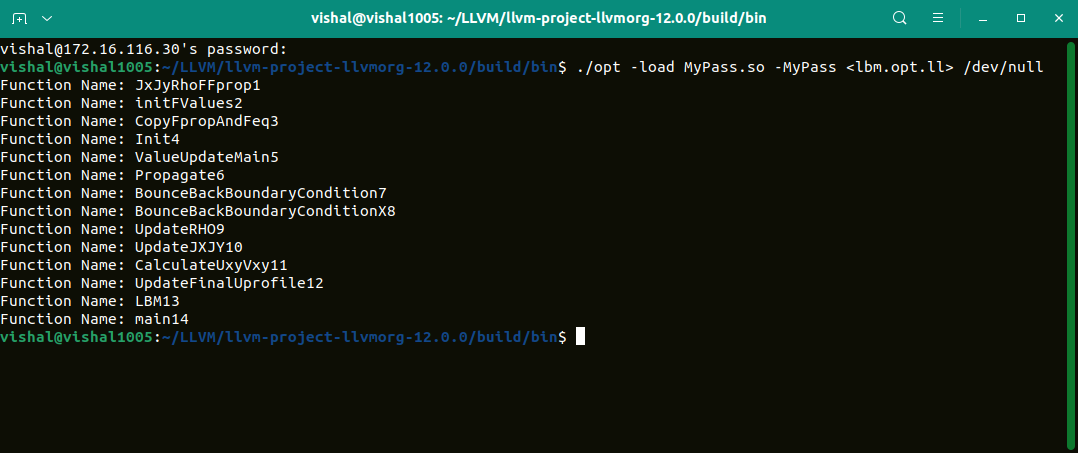 vishal@vishal1005: ~/LLVM/llvm-project-llvmorg-12.0.0/build/bin
vishal@172.16.116.30's password:
vishal@vishal1005:~/LLVM/llvm-project-llvmorg-12.0.0/build/bin$ ./opt -load MyPass.so -MyPass <lbm.opt.ll> /dev/null
Function Name: JxJyRhoFFprop1
Function Name: initFValues2
Function Name: CopyFpropAndFeq3
Function Name: Init4
Function Name: ValueUpdateMain5
Function Name: Propagate6
Function Name: BounceBackBoundaryCondition7
Function Name: BounceBackBoundaryConditionX8
Function Name: UpdateRHO9
Function Name: UpdateJXJY10
Function Name: CalculateUxyVxy11
Function Name: UpdateFinalUprofile12
Function Name: LBM13
Function Name: main14
vishal@vishal1005:~/LLVM/llvm-project-llvmorg-12.0.0/build/bin$